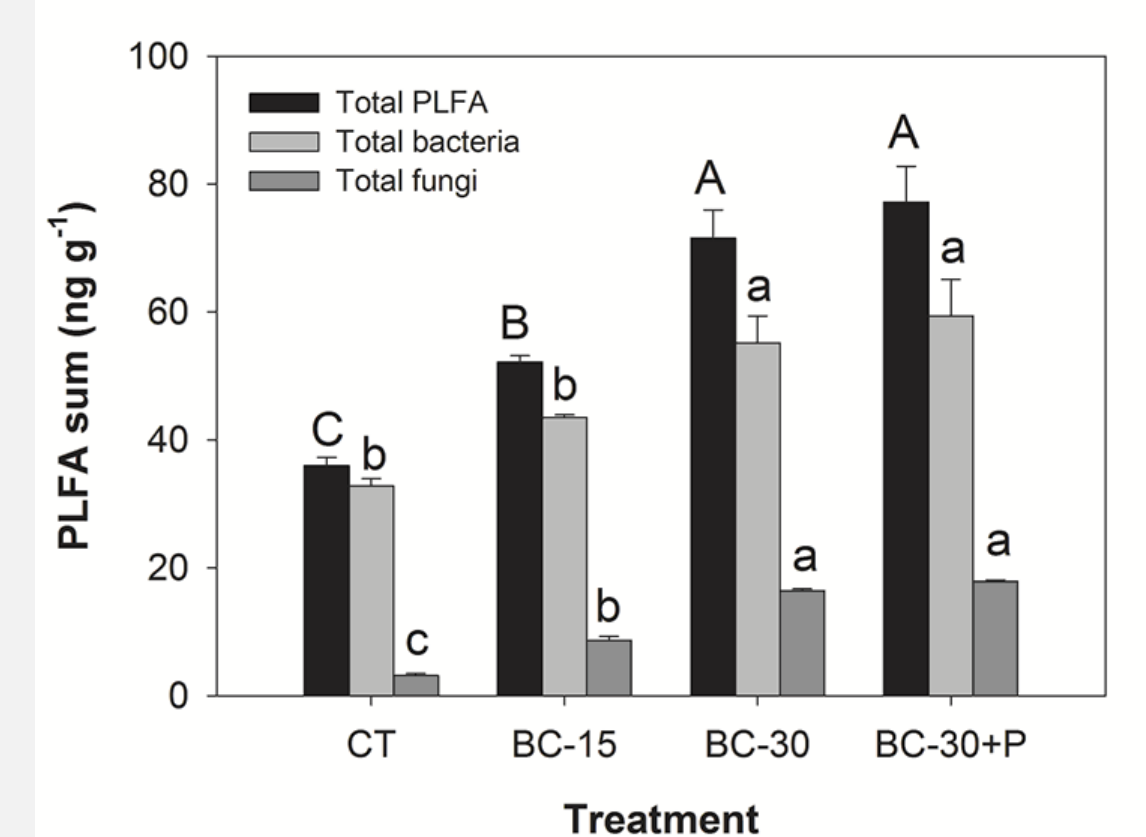 100
Total PLFA
Total bacteria
Total fungi
80
60
40
20
0
PLFA sum (ng g⁻¹)
C
b
c
B
b
b
A
a
a
A
a
a
CT
BC-15
BC-30
BC-30+P
Treatment